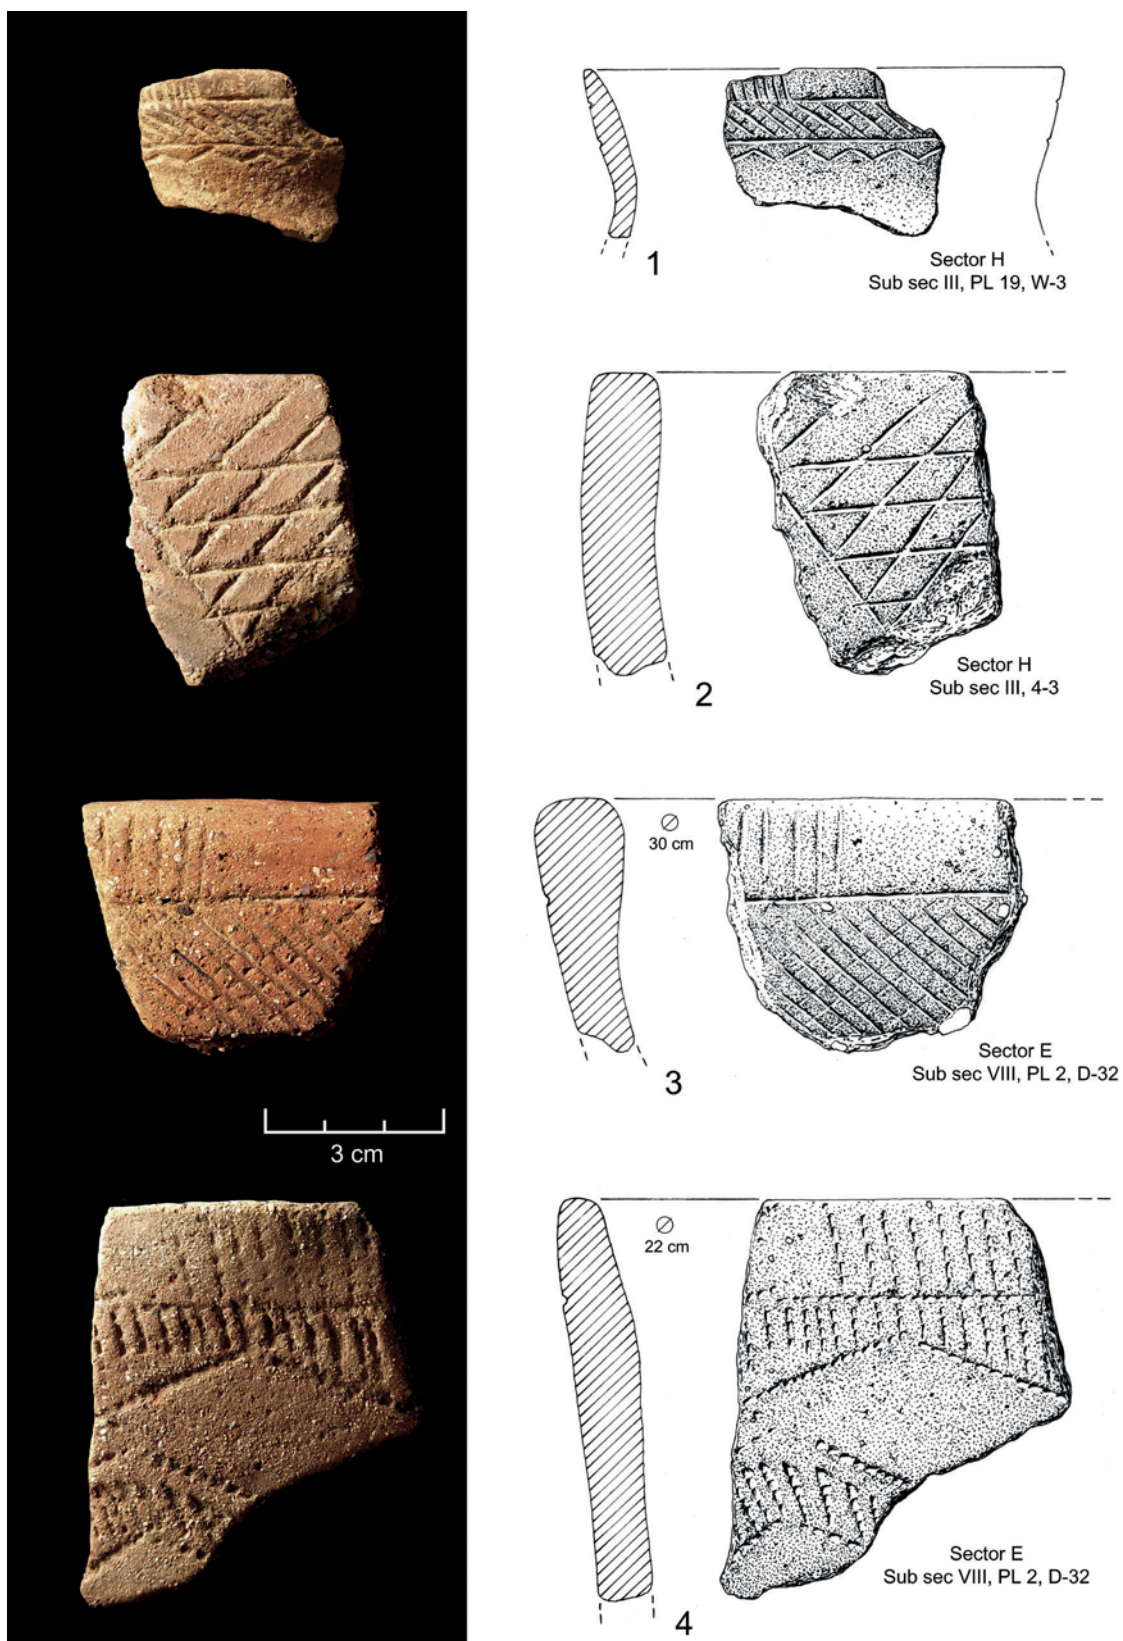 1
Sector H
Sub sec III, PL 19, W-3
2
Sector H
Sub sec III, 4-3
30 cm
3
Sector E
Sub sec VIII, PL 2, D-32
3 cm
22 cm
4
Sector E
Sub sec VIII, PL 2, D-32